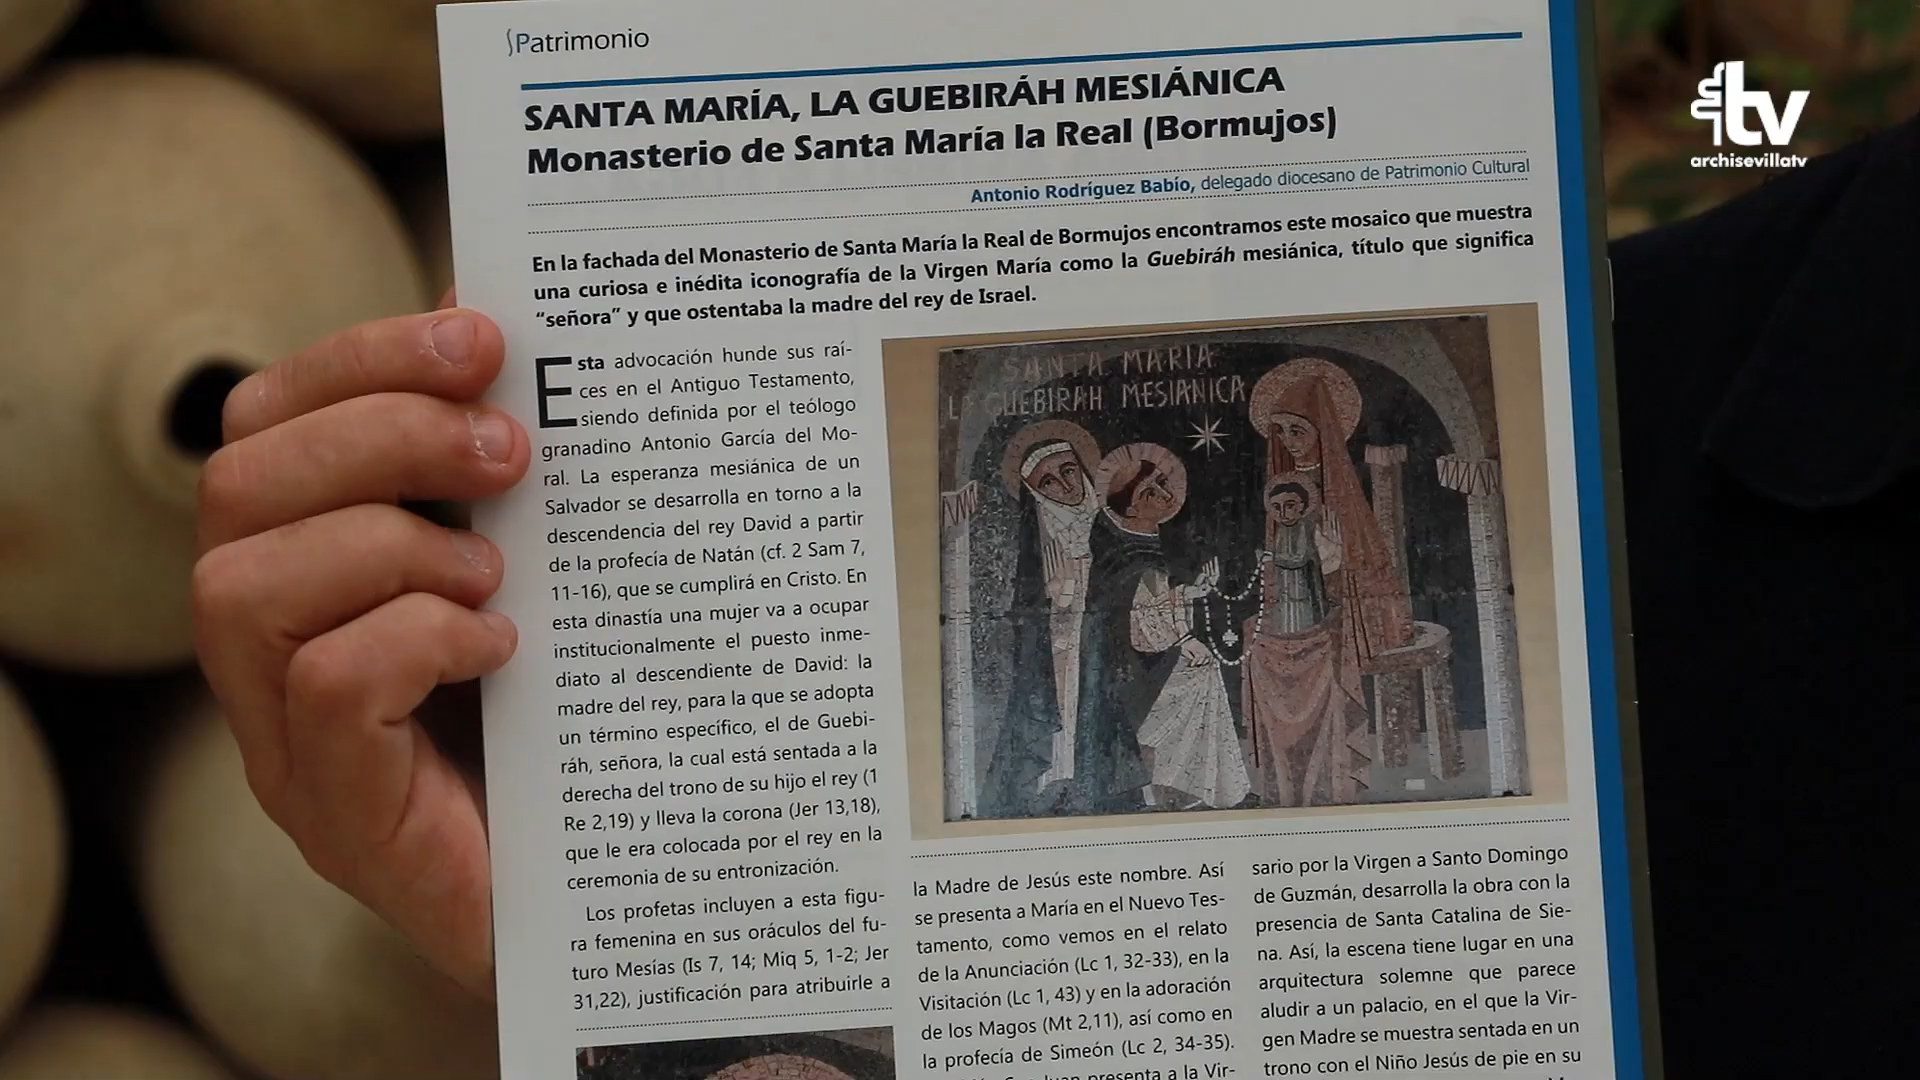 Patrimonio
tv
archisevillatv
SANTA MARÍA, LA GUEBIRÁH MESIÁNICA
Monasterio de Santa María la Real (Bormujos)
Antonio Rodríguez Babío, delegado diocesano de Patrimonio Cultural
En la fachada del Monasterio de Santa María la Real de Bormujos encontramos este mosaico que muestra
una curiosa e inédita iconografía de la Virgen María como la Guebiráh mesiánica, título que significa
“señora” y que ostentaba la madre del rey de Israel.
Esta advocación hunde sus raí-
ces en el Antiguo Testamento,
siendo definida por el teólogo
granadino Antonio García del Mo-
ral. La esperanza mesiánica de un
Salvador se desarrolla en torno a la
descendencia del rey David a partir
de la profecía de Natán (cf. 2 Sam 7,
11-16), que se cumplirá en Cristo. En
esta dinastía una mujer va a ocupar
institucionalmente el puesto inme-
diato al descendiente de David: la
madre del rey, para la que se adopta
un término específico, el de Guebi-
ráh, señora, la cual está sentada a la
derecha del trono de su hijo el rey (1
Re 2,19) y lleva la corona (Jer 13,18),
que le era colocada por el rey en la
ceremonia de su entronización.
Los profetas incluyen a esta figu-
ra femenina en sus oráculos del fu-
turo Mesías (Is 7, 14; Miq 5, 1-2; Jer
31,22), justificación para atribuirle a
SANTA MARIA
LA GUEBIRAH MESIANICA
la Madre de Jesús este nombre. Así
se presenta a María en el Nuevo Tes-
tamento, como vemos en el relato
de la Anunciación (Lc 1, 32-33), en la
Visitación (Lc 1, 43) y en la adoración
de los Magos (Mt 2,11), así como en
la profecía de Simeón (Lc 2, 34-35).
presenta a la Vir-
sario por la Virgen a Santo Domingo
de Guzmán, desarrolla la obra con la
presencia de Santa Catalina de Sie-
na. Así, la escena tiene lugar en una
arquitectura solemne que parece
aludir a un palacio, en el que la Vir-
gen Madre se muestra sentada en un
trono con el Niño Jesús de pie en su